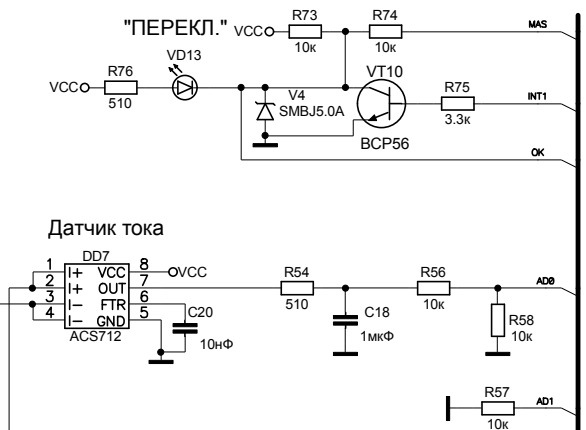 "ПЕРЕКЛ."
VCC
R73
10к
R74
10к
MAS
VD13
VCC
R76
510
V4
SMBJ5.0A
VT10
BCP56
R75
3.3к
INT1
OK
Датчик тока
DD7
1 I+ VCC 8 VCC
2 I+ OUT 7
3 I- FTR 6
4 I- GND 5
ACS712
C20
10нФ
R54
510
C18
1мкФ
R56
10к
AD0
R58
10к
R57
10к
AD1